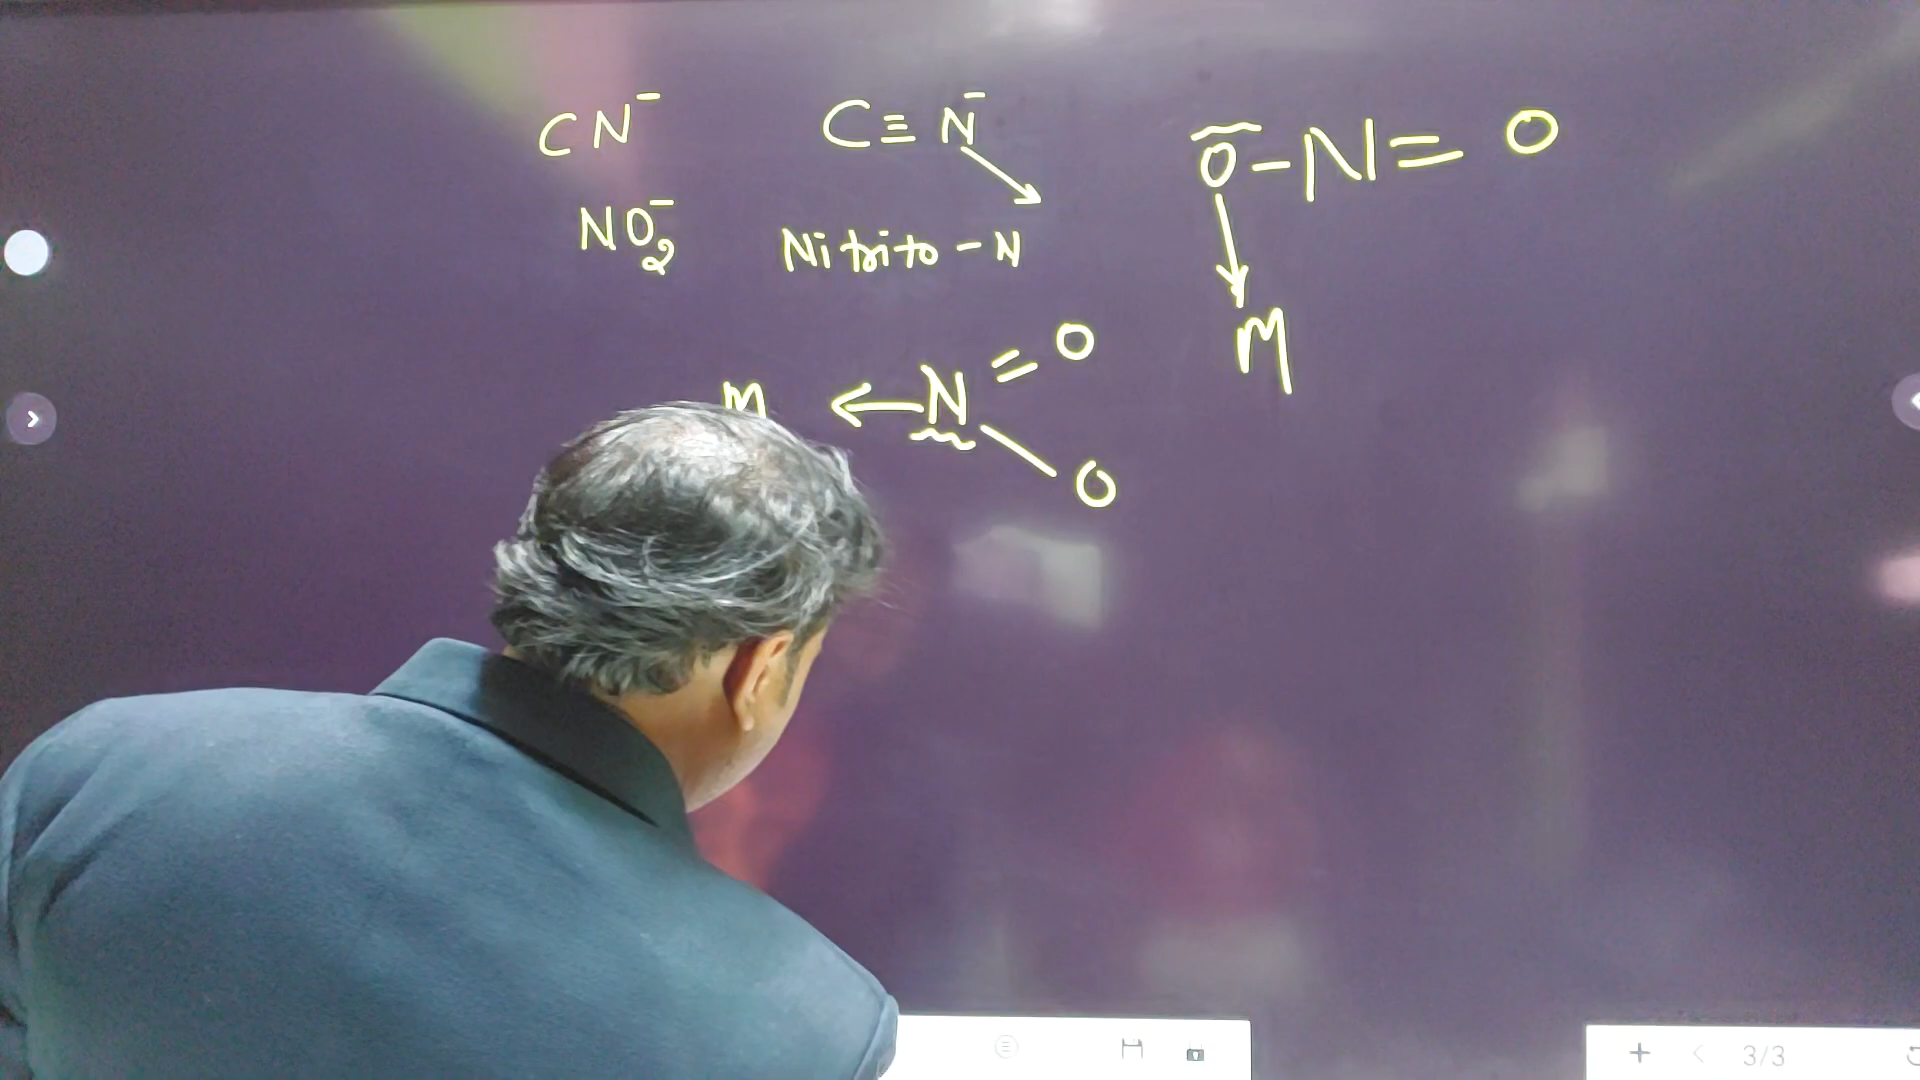 CN⁻ C≡N⁻ O⁻-N=O
NO₂⁻ Nitrito-N
M
M ← N = O
O
3/3